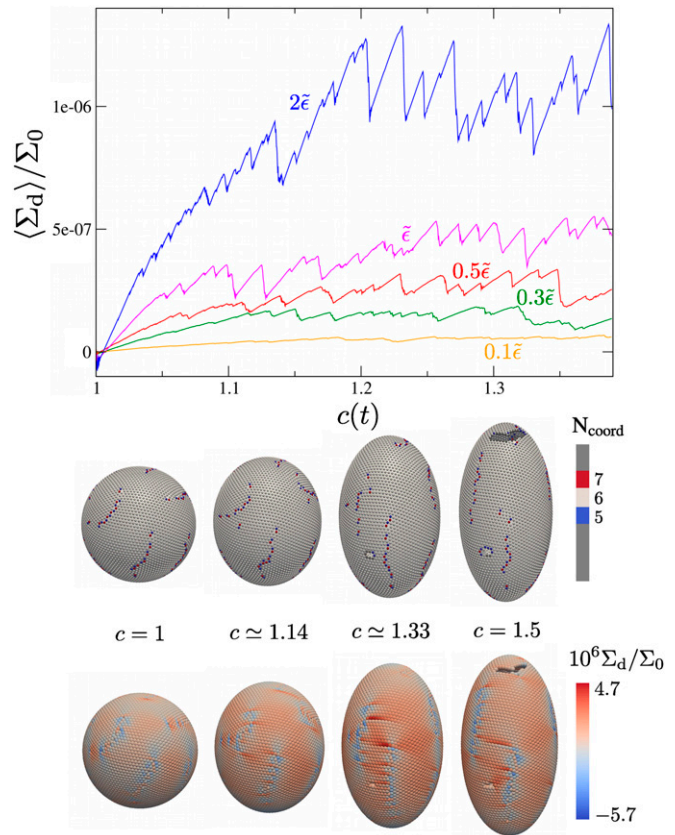 ⟨Σd⟩/Σ0
1e-06
5e-07
0
2ε̃
ε̃
0.5ε̃
0.3ε̃
0.1ε̃
1 1.1 1.2 1.3
c(t)
Ncoord
7
6
5
c = 1 c ≃ 1.14 c ≃ 1.33 c = 1.5
10⁶Σd/Σ0
4.7
−5.7